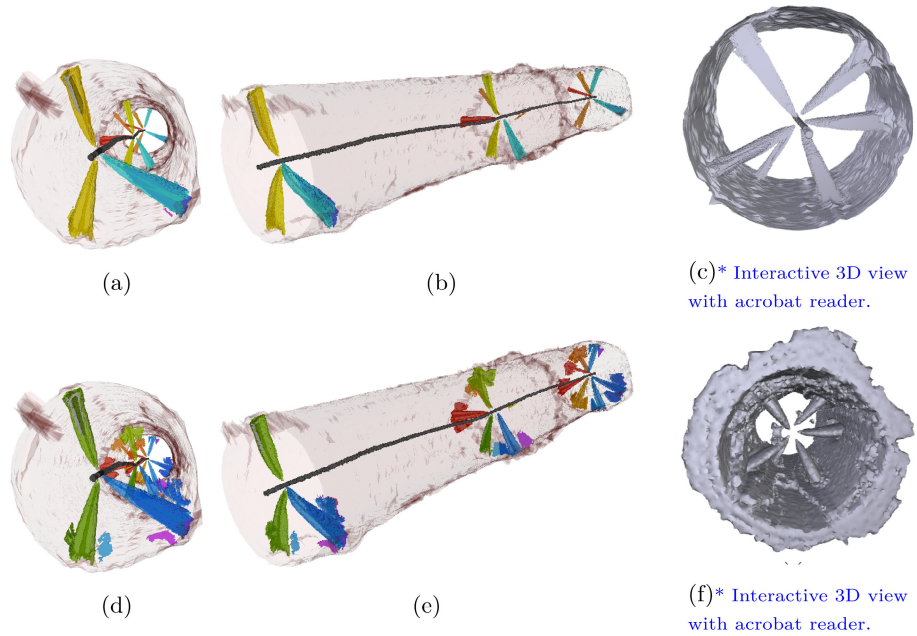 (a)
(b)
(c)* Interactive 3D view
with acrobat reader.
(d)
(e)
(f)* Interactive 3D view
with acrobat reader.